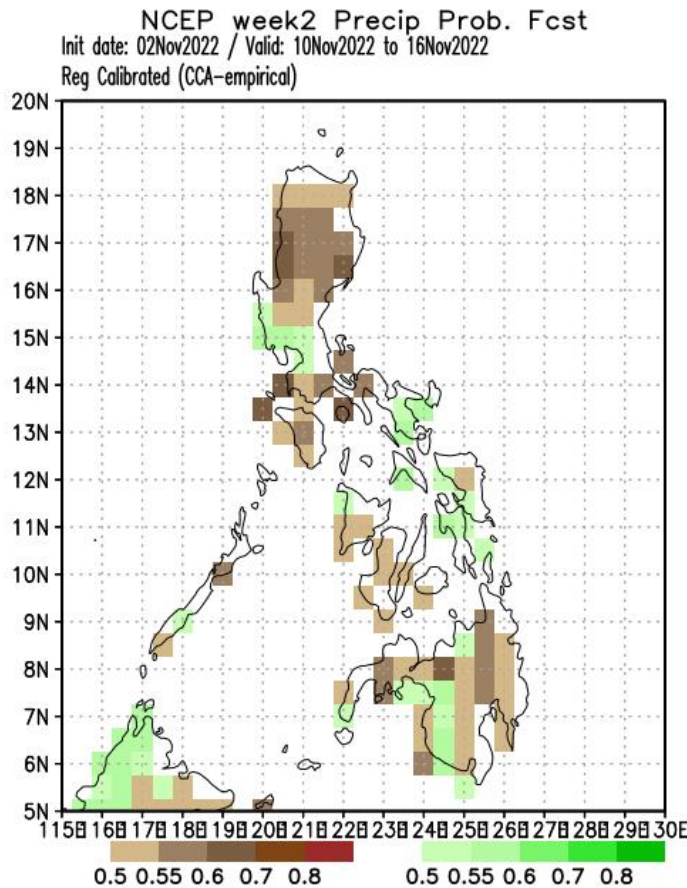 NCEP week2 Precip Prob. Fcst
Init date: 02Nov2022 / Valid: 10Nov2022 to 16Nov2022
Reg Calibrated (CCA-empirical)
20N
19N
18N
17N
16N
15N
14N
13N
12N
11N
10N
9N
8N
7N
6N
5N
115E 116E 117E 118E 119E 120E 121E 122E 123E 124E 125E 126E 127E 128E 129E 130E
0.5 0.55 0.6 0.7 0.8 0.5 0.55 0.6 0.7 0.8